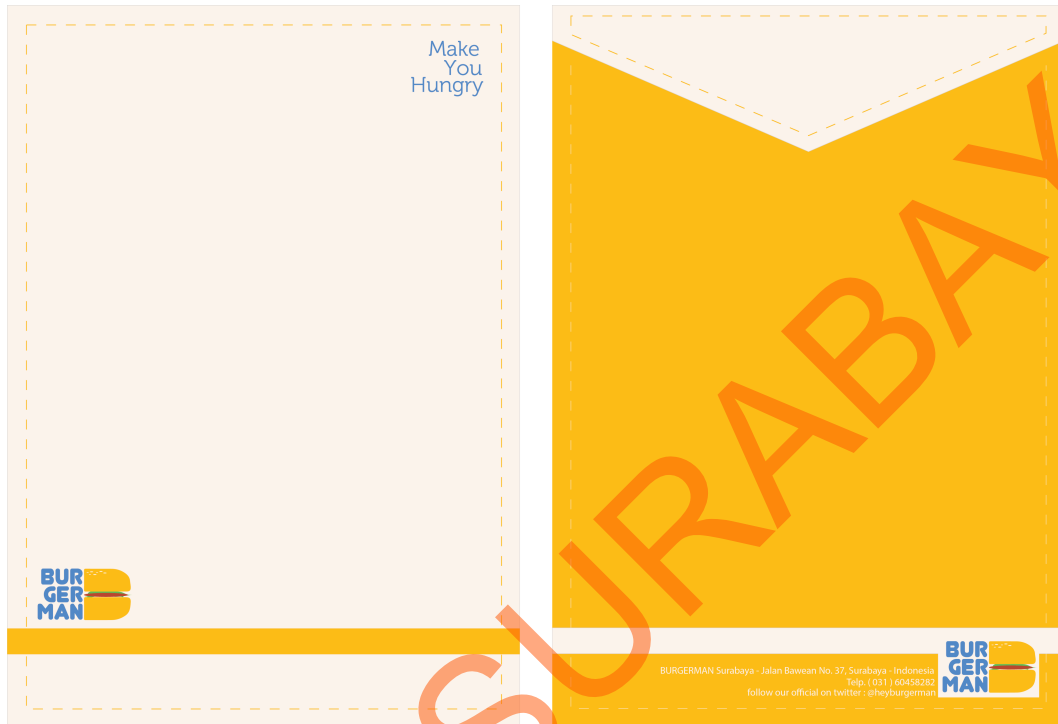 Make
You
Hungry
BUR
GER
MAN
SURABAY
BURGERMAN Surabaya - Jalan Bawean No. 37, Surabaya - Indonesia
Telp. ( 031 ) 60458282
follow our official on twitter : @heyburgerman
BUR
GER
MAN